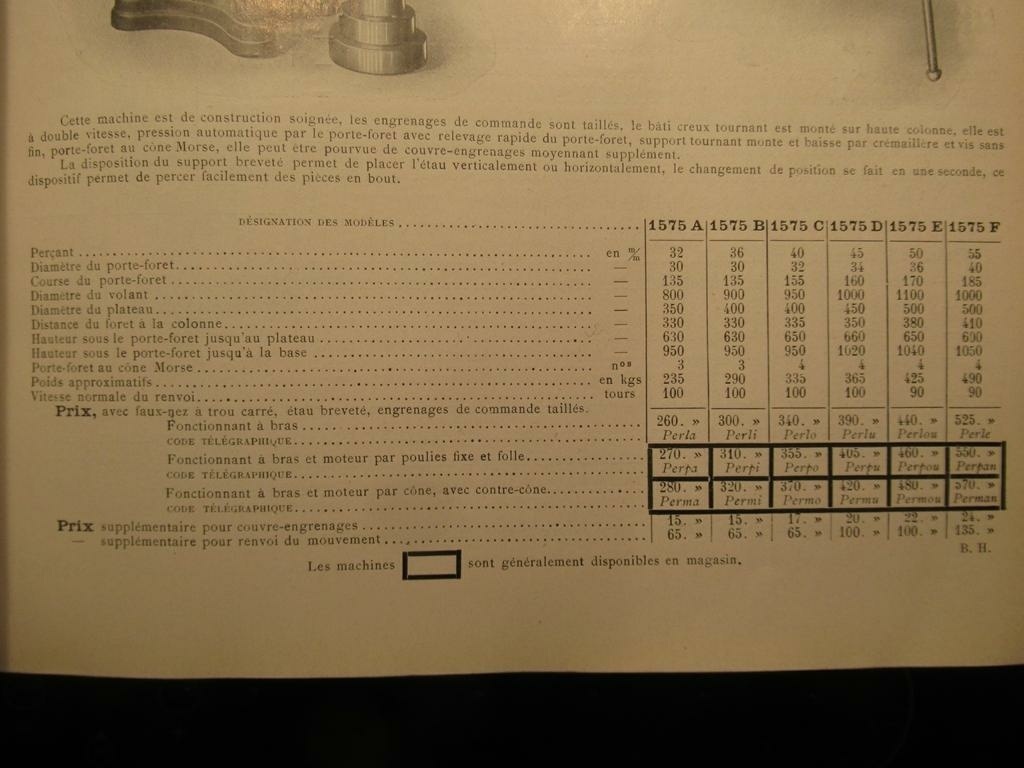 Cette machine est de construction soignée, les engrenages de commande sont taillés, le bâti creux tournant est monté sur haute colonne, elle est
à double vitesse, pression automatique par le porte-foret avec relevage rapide du porte-foret, support tournant monte et baisse par crémaillère et vis sans
fin, porte-foret au cône Morse, elle peut être pourvue de couvre-engrenages moyennant supplément.
La disposition du support breveté permet de placer l'étau verticalement ou horizontalement, le changement de position se fait en une seconde, ce
dispositif permet de percer facilement des pièces en bout.
DÉSIGNATION DES MODÈLES 1575 A 1575 B 1575 C 1575 D 1575 E 1575 F
Perçant en m/m 32 36 40 45 50 55
Diamètre du porte-foret — 30 30 32 34 36 40
Course du porte-foret — 135 135 155 160 170 185
Diamètre du volant — 800 900 950 1000 1100 1000
Diamètre du plateau — 350 400 400 450 500 500
Distance du foret à la colonne — 330 330 335 350 380 410
Hauteur sous le porte-foret jusqu'au plateau — 630 630 650 660 650 600
Hauteur sous le porte-foret jusqu'à la base — 950 950 950 1020 1040 1050
Porte-foret au cône Morse nos 3 3 4 4 4 4
Poids approximatifs en kgs 235 290 335 365 425 490
Vitesse normale du renvoi tours 100 100 100 100 90 90
Prix, avec faux-nez à trou carré, étau breveté, engrenages de commande taillés.
Fonctionnant à bras 260. » 300. » 340. » 390. » 440. » 525. »
CODE TÉLÉGRAPHIQUE Perla Perli Perlo Perlu Perlou Perle
Fonctionnant à bras et moteur par poulies fixe et folle 270. » 310. » 355. » 405. » 460. » 550. »
CODE TÉLÉGRAPHIQUE Perpa Perpi Perpo Perpu Perpou Perpan
Fonctionnant à bras et moteur par cône, avec contre-cône 280. » 320. » 370. » 420. » 480. » 570. »
CODE TÉLÉGRAPHIQUE Perma Permi Permo Permu Permou Perman
Prix supplémentaire pour couvre-engrenages 15. » 15. » 17. » 20. » 22. » 24. »
— supplémentaire pour renvoi du mouvement 65. » 65. » 65. » 100. » 100. » 135. »
B. H.
Les machines sont généralement disponibles en magasin.